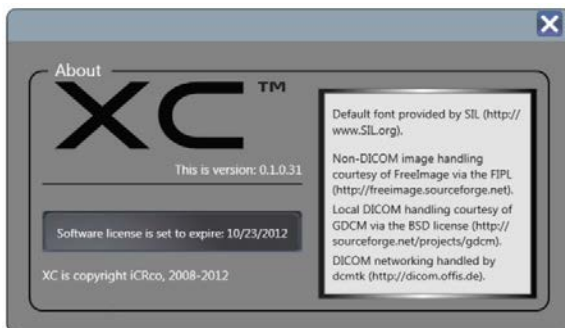 About
XC™
This is version: 0.1.0.31
Software license is set to expire: 10/23/2012
XC is copyright iCRco, 2008-2012
Default font provided by SIL (http://
www.SIL.org).
Non-DICOM image handling
courtesy of FreeImage via the FIPL
(http://freeimage.sourceforge.net).
Local DICOM handling courtesy of
GDCM via the BSD license (http://
sourceforge.net/projects/gdcm).
DICOM networking handled by
dcmtk (http://dicom.offis.de).